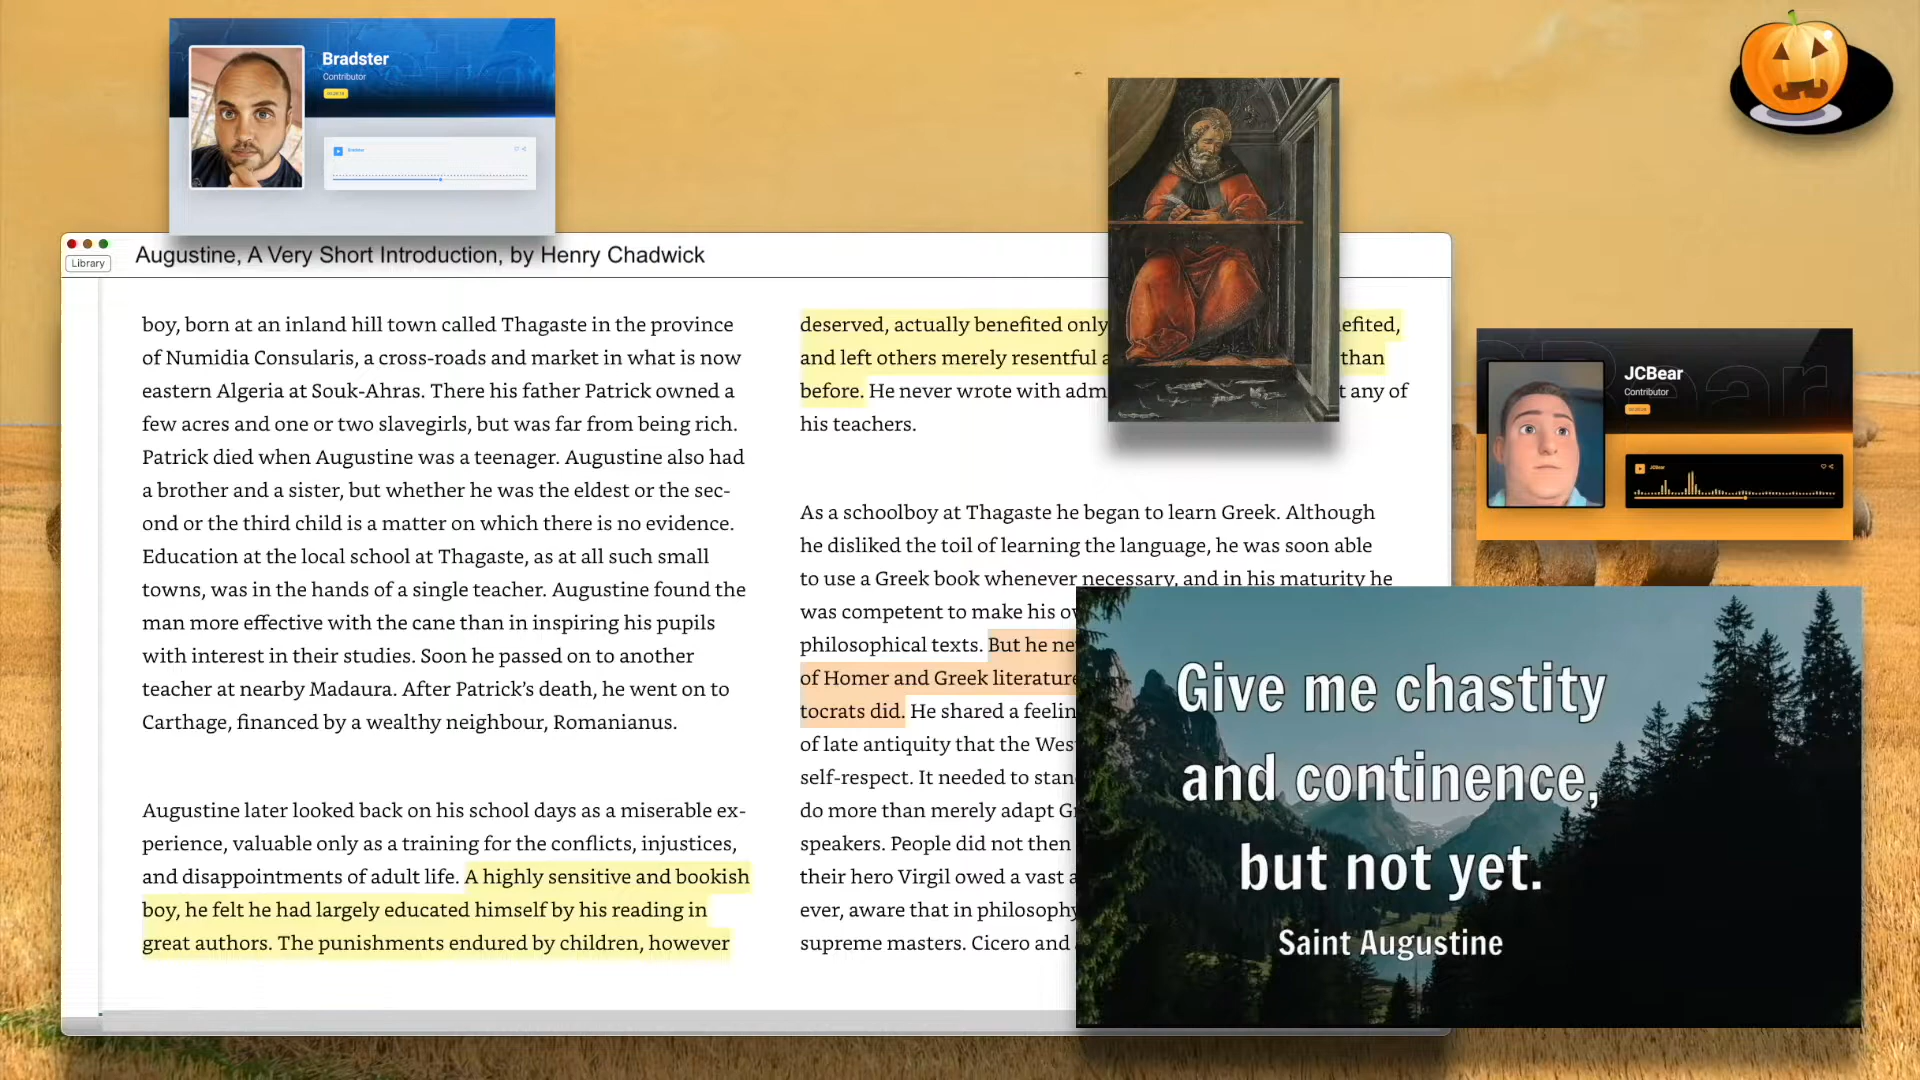 Bradster
Contributor
Bradster
Library
Augustine, A Very Short Introduction, by Henry Chadwick
boy, born at an inland hill town called Thagaste in the province
of Numidia Consularis, a cross-roads and market in what is now
eastern Algeria at Souk-Ahras. There his father Patrick owned a
few acres and one or two slavegirls, but was far from being rich.
Patrick died when Augustine was a teenager. Augustine also had
a brother and a sister, but whether he was the eldest or the sec-
ond or the third child is a matter on which there is no evidence.
Education at the local school at Thagaste, as at all such small
towns, was in the hands of a single teacher. Augustine found the
man more effective with the cane than in inspiring his pupils
with interest in their studies. Soon he passed on to another
teacher at nearby Madaura. After Patrick's death, he went on to
Carthage, financed by a wealthy neighbour, Romanianus.
Augustine later looked back on his school days as a miserable ex-
perience, valuable only as a training for the conflicts, injustices,
and disappointments of adult life. A highly sensitive and bookish
boy, he felt he had largely educated himself by his reading in
great authors. The punishments endured by children, however
deserved, actually benefited only
and left others merely resentful than
before. He never wrote with any of
his teachers.
As a schoolboy at Thagaste he began to learn Greek. Although
he disliked the toil of learning the language, he was soon able
to use a Greek book whenever necessary, and in his maturity he
was competent to make his
philosophical texts. But he
of Homer and Greek literature
tocrats did. He shared a
of late antiquity that the
self-respect. It needed to
do more than merely adapt
speakers. People did not then
their hero Virgil owed a vast
ever, aware that in philosophy
supreme masters. Cicero and
JCBear
Contributor
JCBear
Give me chastity
and continence,
but not yet.
Saint Augustine